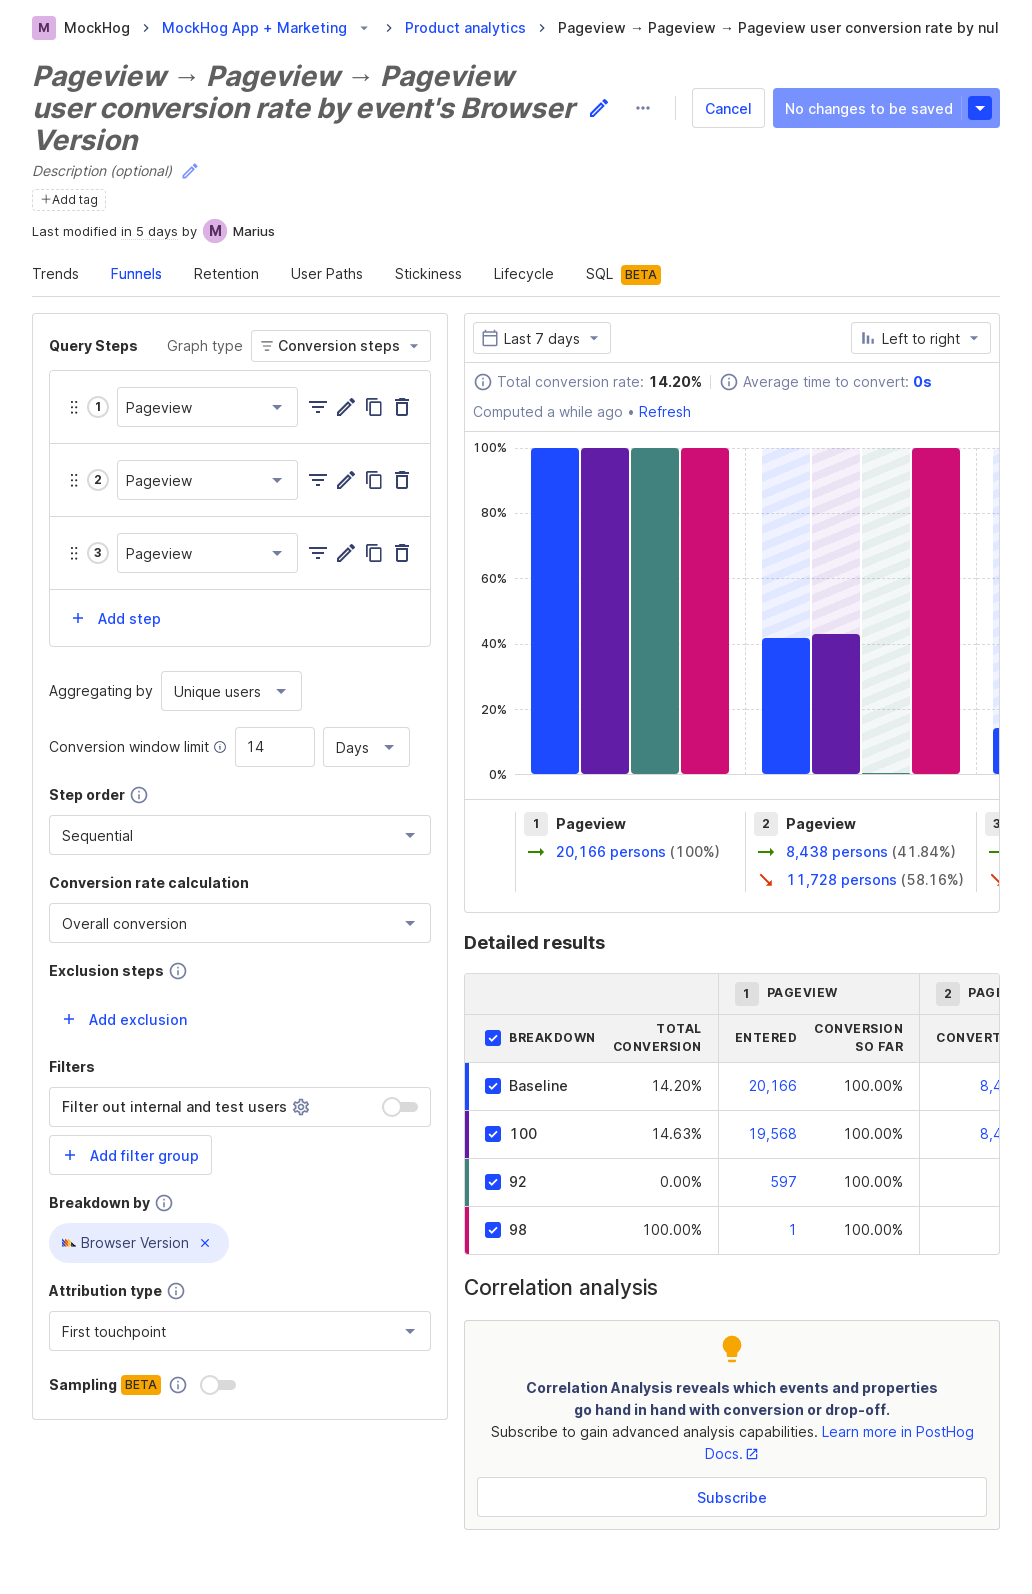 M MockHog > MockHog App + Marketing > Product analytics > Pageview → Pageview → Pageview user conversion rate by nul
Pageview → Pageview → Pageview
user conversion rate by event's Browser
Version
Cancel
No changes to be saved
Description (optional)
+Add tag
Last modified in 5 days by M Marius
Trends Funnels Retention User Paths Stickiness Lifecycle SQL BETA
Query Steps Graph type Conversion steps
1 Pageview
2 Pageview
3 Pageview
+ Add step
Aggregating by Unique users
Conversion window limit 14 Days
Step order
Sequential
Conversion rate calculation
Overall conversion
Exclusion steps
+ Add exclusion
Filters
Filter out internal and test users
+ Add filter group
Breakdown by
Browser Version
Attribution type
First touchpoint
Sampling BETA
Last 7 days Left to right
Total conversion rate: 14.20% Average time to convert: 0s
Computed a while ago • Refresh
100%
80%
60%
40%
20%
0%
1 Pageview
20,166 persons (100%)
2 Pageview
8,438 persons (41.84%)
11,728 persons (58.16%)
3
Detailed results
1 PAGEVIEW 2 PAGE
BREAKDOWN TOTAL CONVERSION ENTERED CONVERSION SO FAR CONVERT
Baseline 14.20% 20,166 100.00% 8,4
100 14.63% 19,568 100.00% 8,4
92 0.00% 597 100.00%
98 100.00% 1 100.00%
Correlation analysis
Correlation Analysis reveals which events and properties
go hand in hand with conversion or drop-off.
Subscribe to gain advanced analysis capabilities. Learn more in PostHog
Docs.
Subscribe